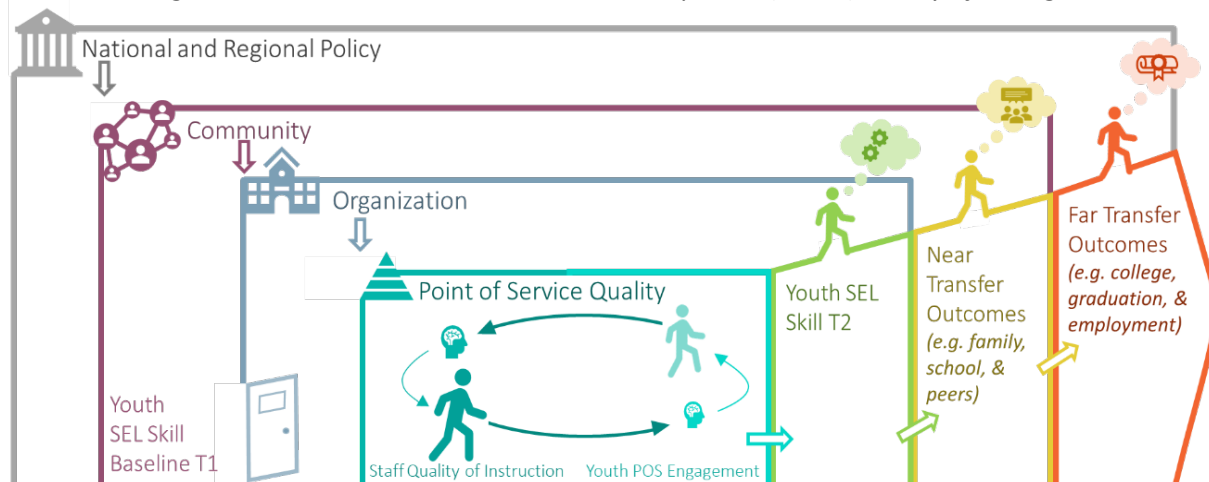 National and Regional Policy
Community
Organization
Point of Service Quality
Youth SEL
Skill T2
Near
Transfer
Outcomes
(e.g. family,
school, &
peers)
Far Transfer
Outcomes
(e.g. college,
graduation, &
employment)
Youth
SEL Skill
Baseline T1
Staff Quality of Instruction
Youth POS Engagement